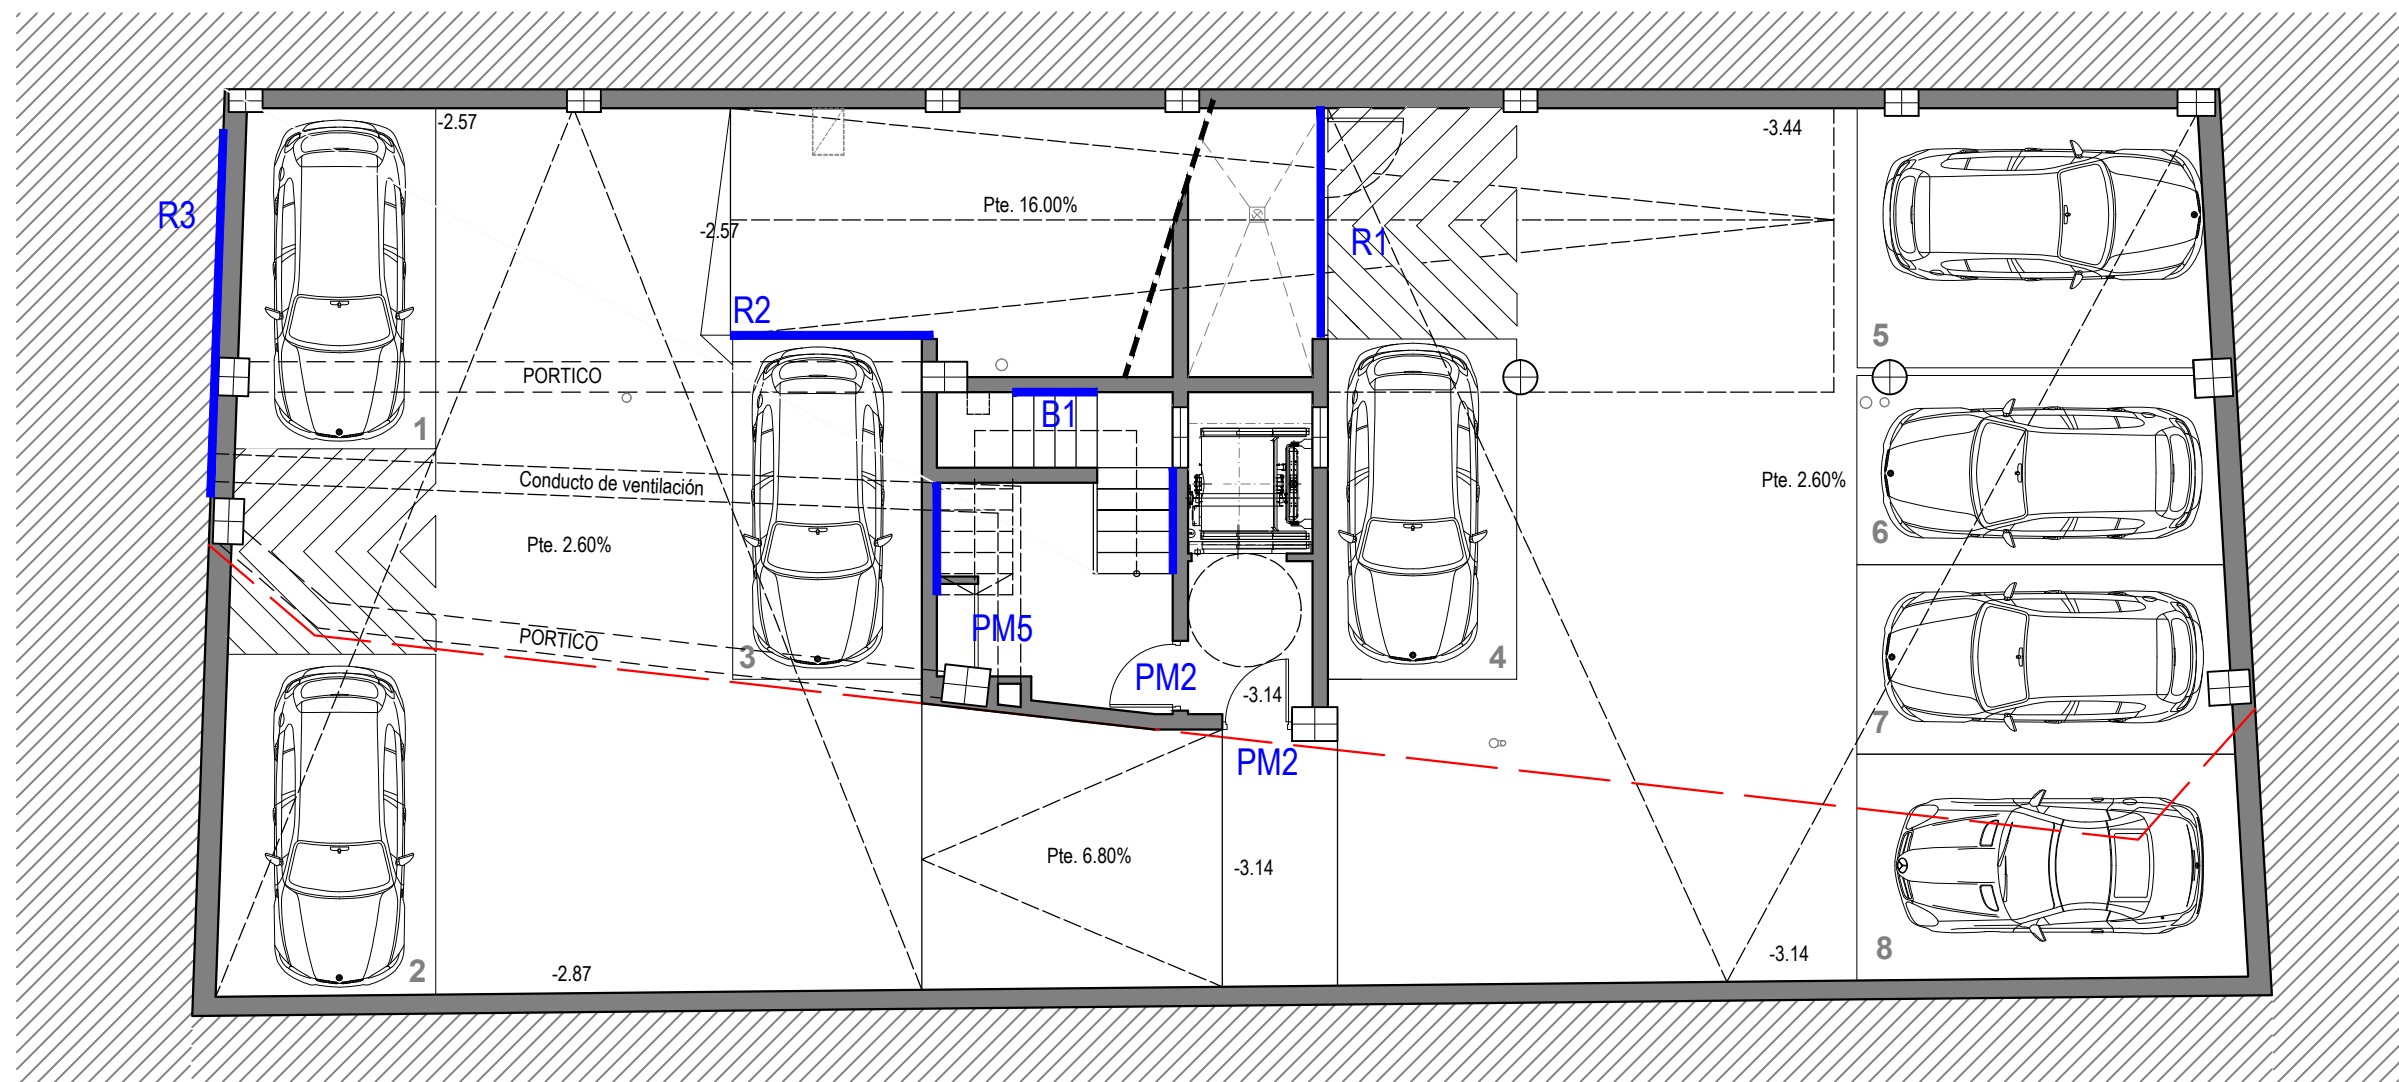 -2.57
-3.44
Pte. 16.00%
R3
-2.57
R1
R2
5
PORTICO
B1
1
Conducto de ventilación
Pte. 2.60%
Pte. 2.60%
6
PORTICO
PM5
3
4
PM2
-3.14
7
PM2
Pte. 6.80%
-3.14
8
-3.14
2
-2.87